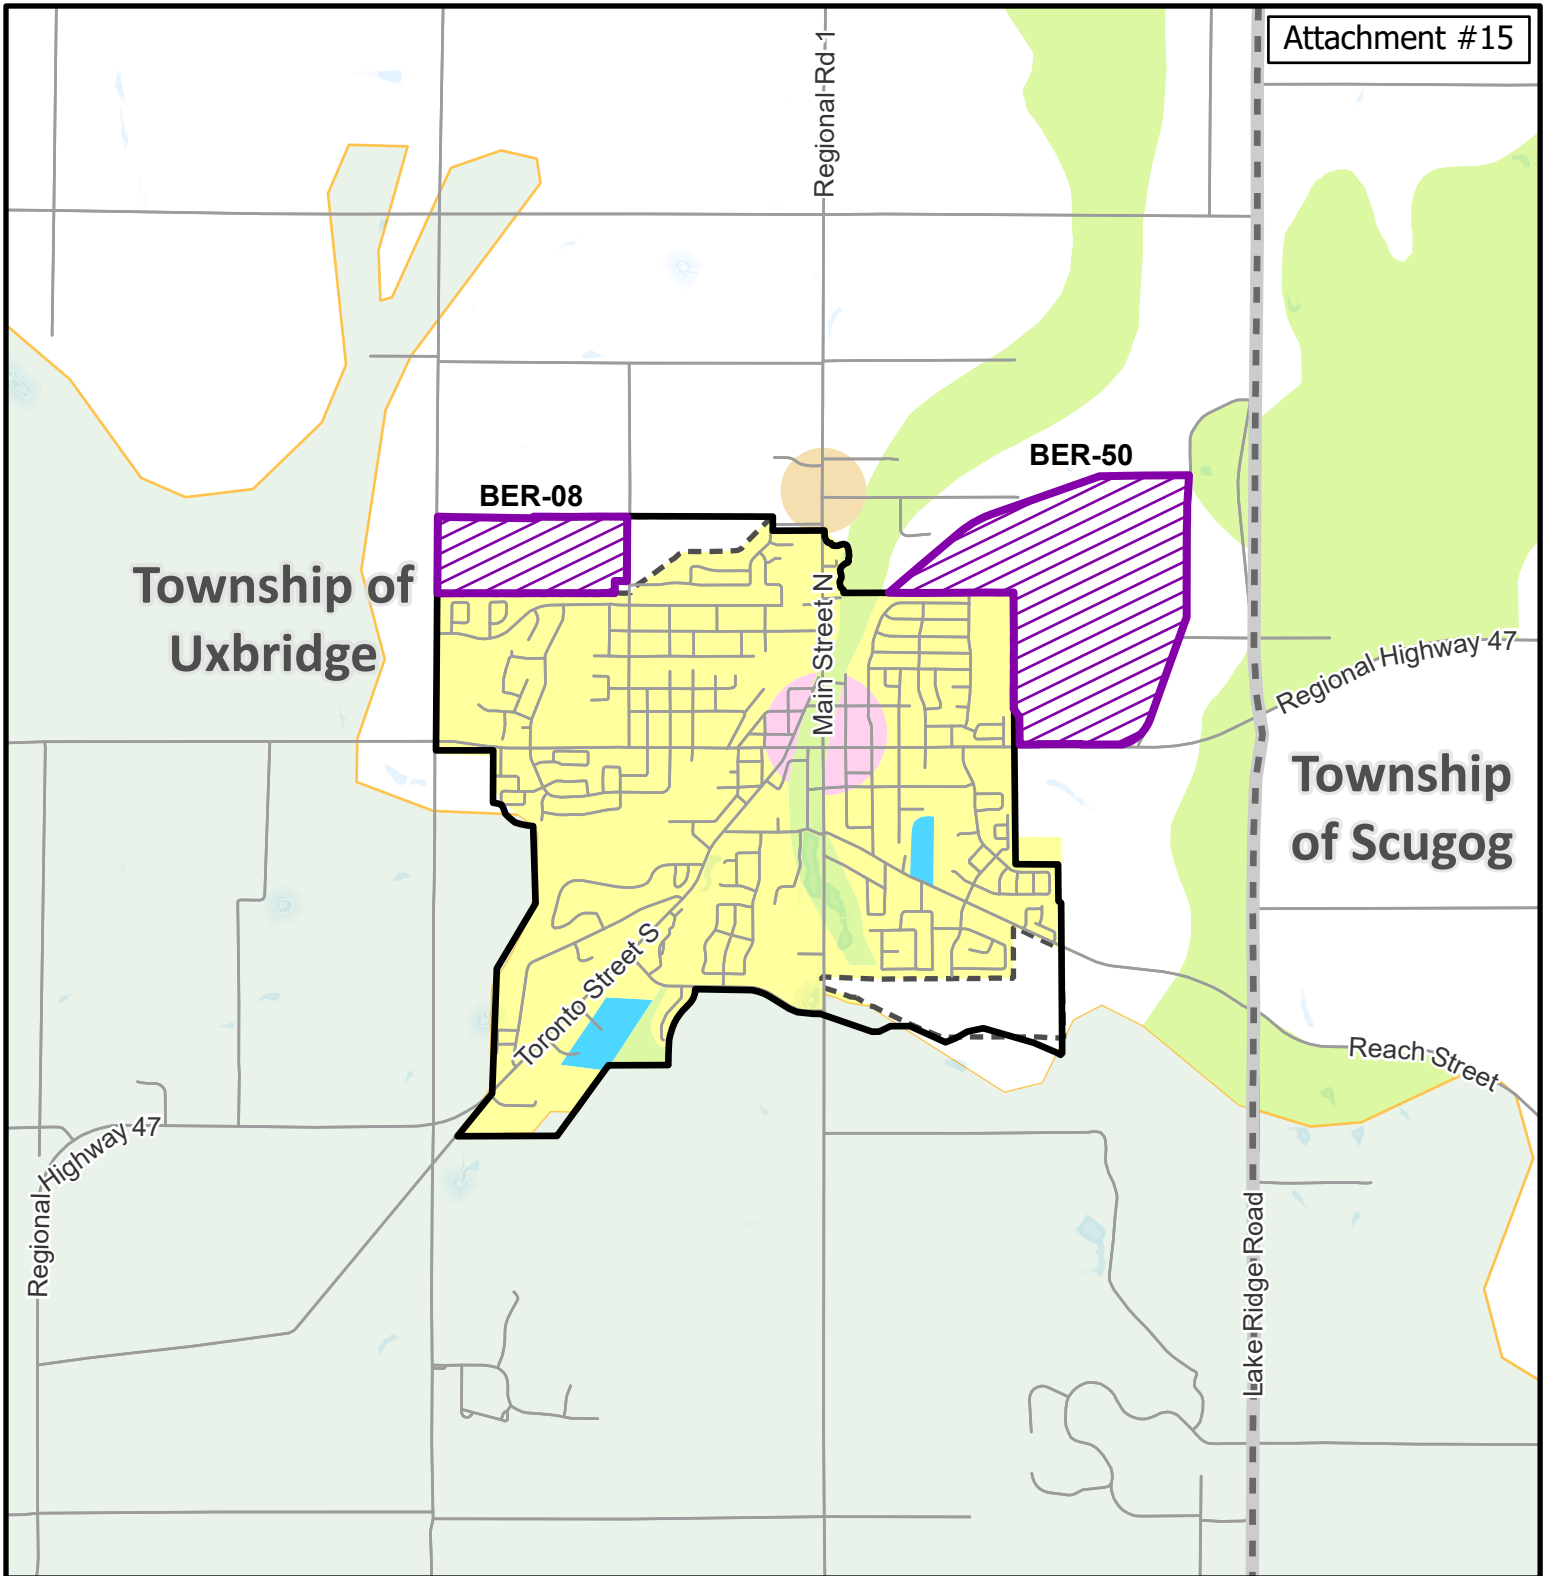 Attachment #15
Regional Rd 1
BER-50
BER-08
Township of
Uxbridge
Main Street N
Regional Highway 47
Township
of Scugog
Toronto Street S
Reach Street
Regional Highway 47
Regional
Lake Ridge Road